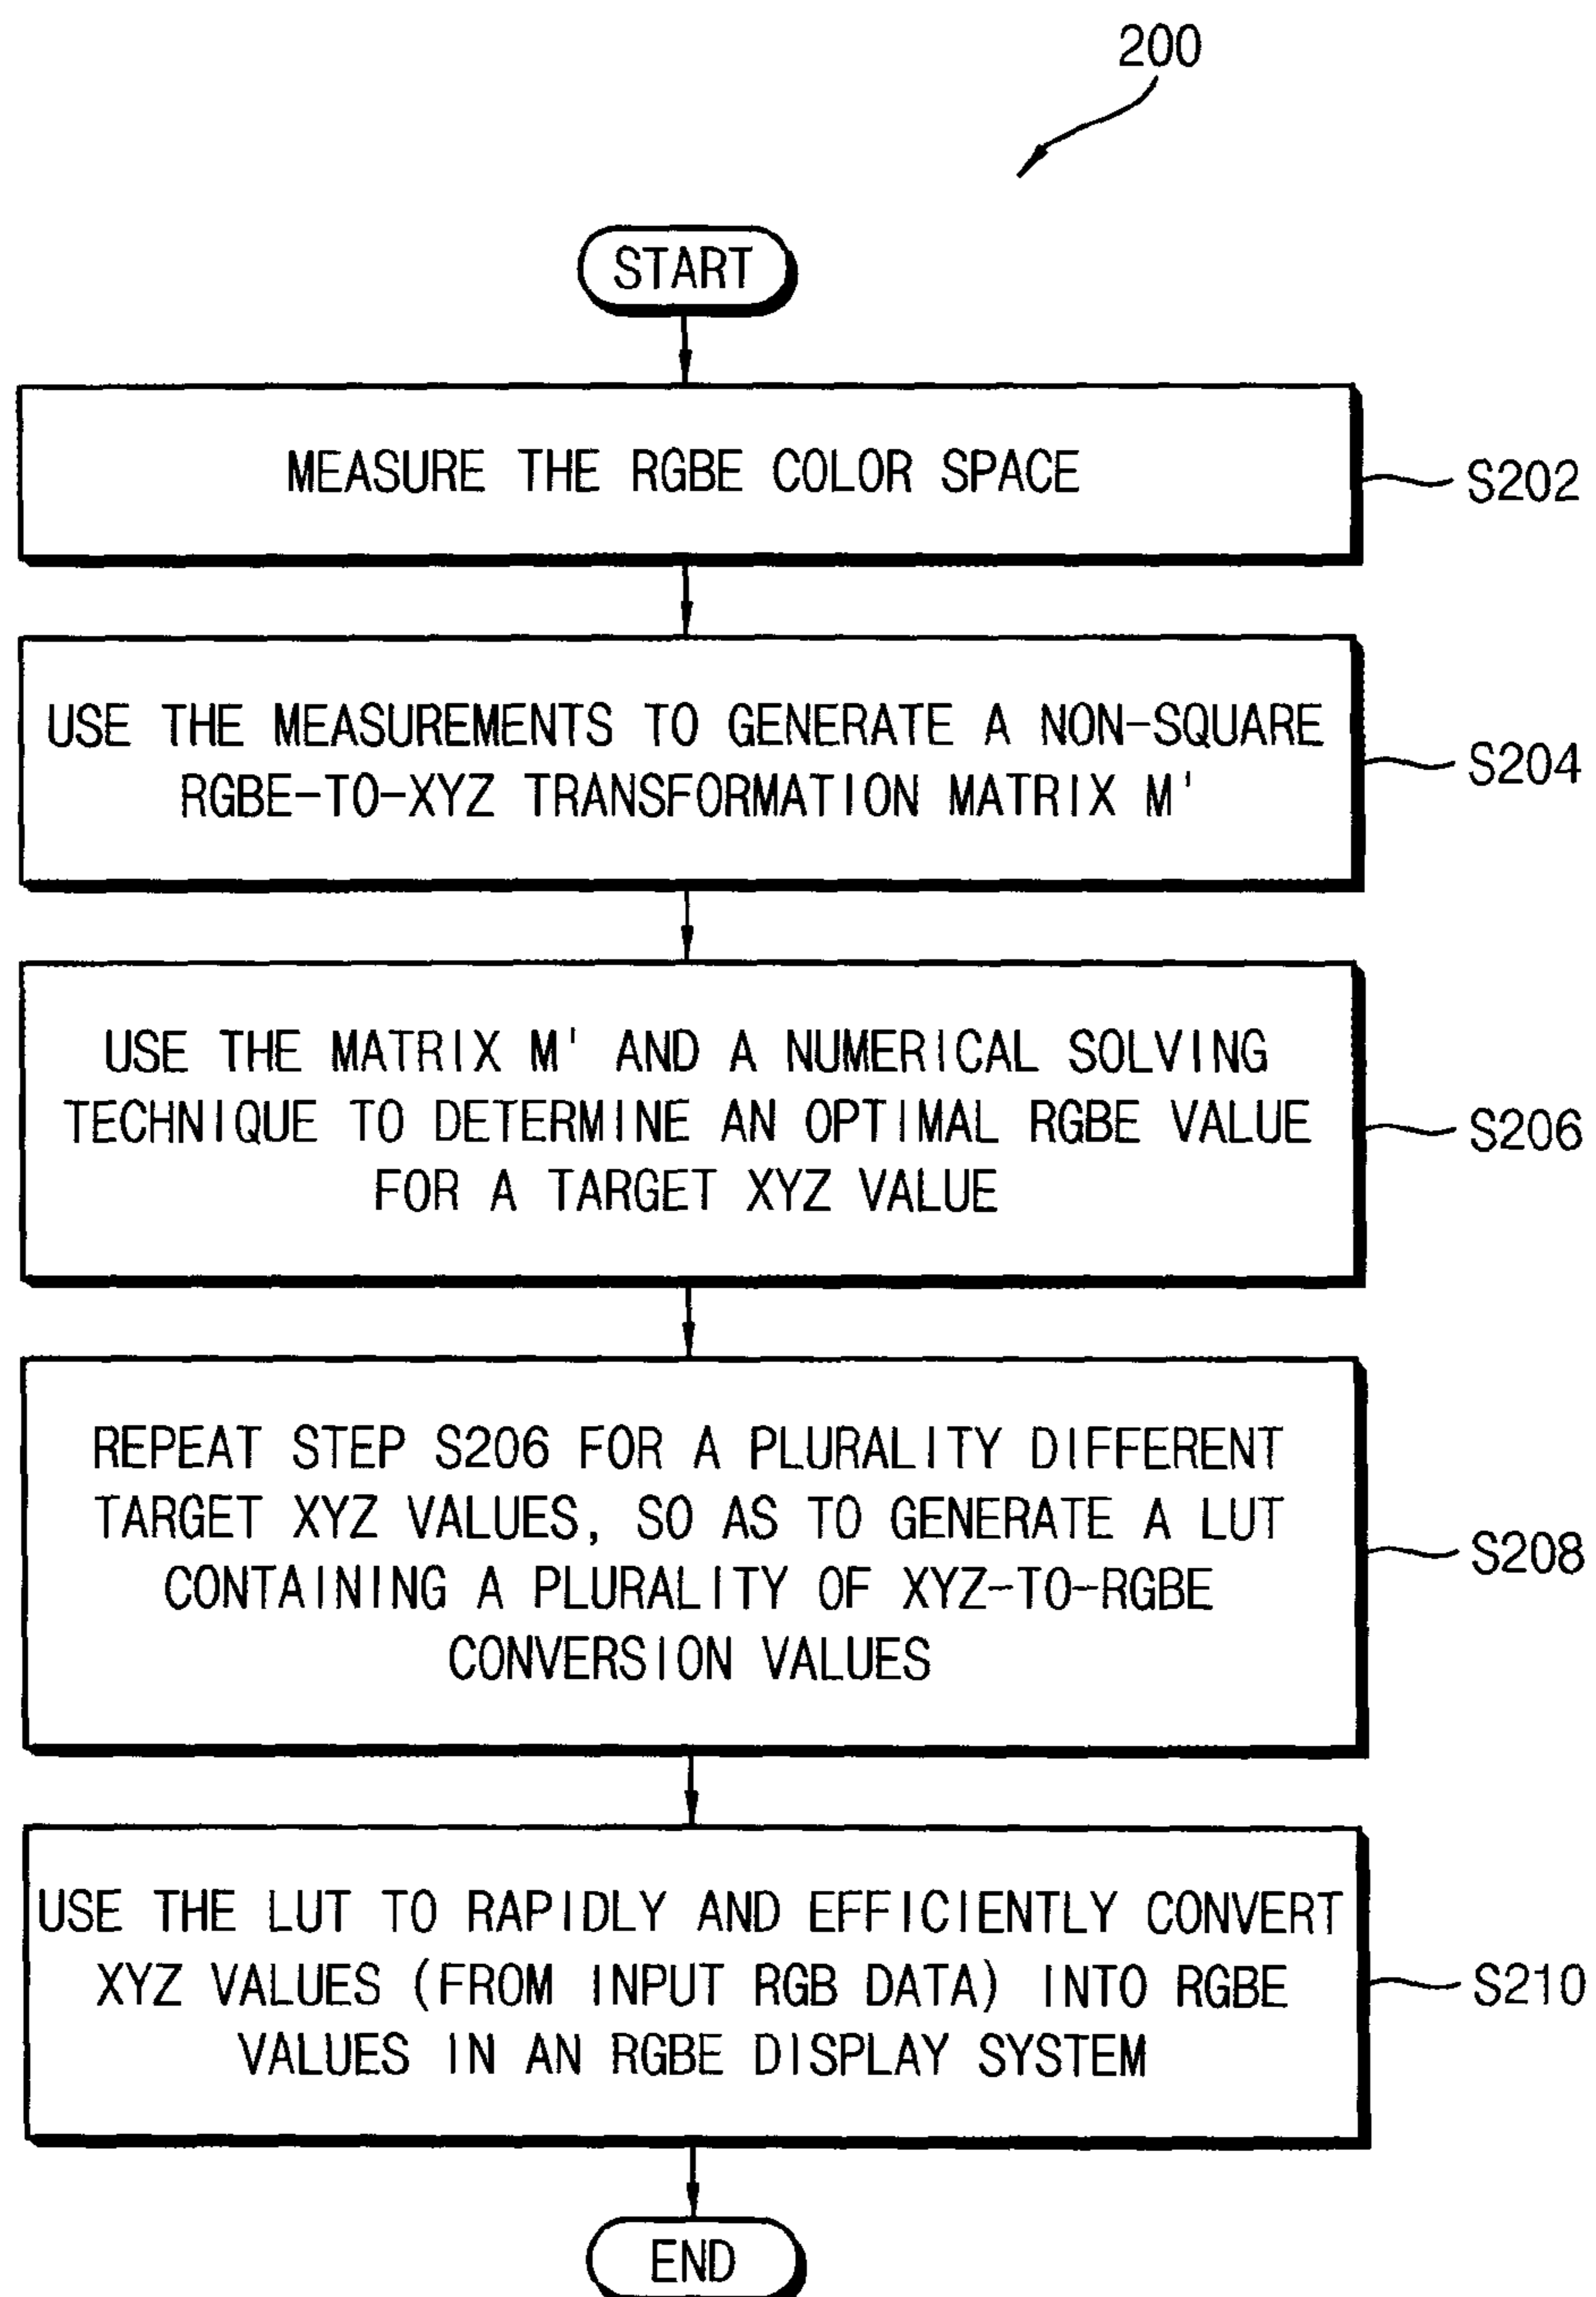 200
START
MEASURE THE RGBE COLOR SPACE
S202
USE THE MEASUREMENTS TO GENERATE A NON-SQUARE
RGBE-TO-XYZ TRANSFORMATION MATRIX M'
S204
USE THE MATRIX M' AND A NUMERICAL SOLVING
TECHNIQUE TO DETERMINE AN OPTIMAL RGBE VALUE
FOR A TARGET XYZ VALUE
S206
REPEAT STEP S206 FOR A PLURALITY DIFFERENT
TARGET XYZ VALUES, SO AS TO GENERATE A LUT
CONTAINING A PLURALITY OF XYZ-TO-RGBE
CONVERSION VALUES
S208
USE THE LUT TO RAPIDLY AND EFFICIENTLY CONVERT
XYZ VALUES (FROM INPUT RGB DATA) INTO RGBE
VALUES IN AN RGBE DISPLAY SYSTEM
S210
END